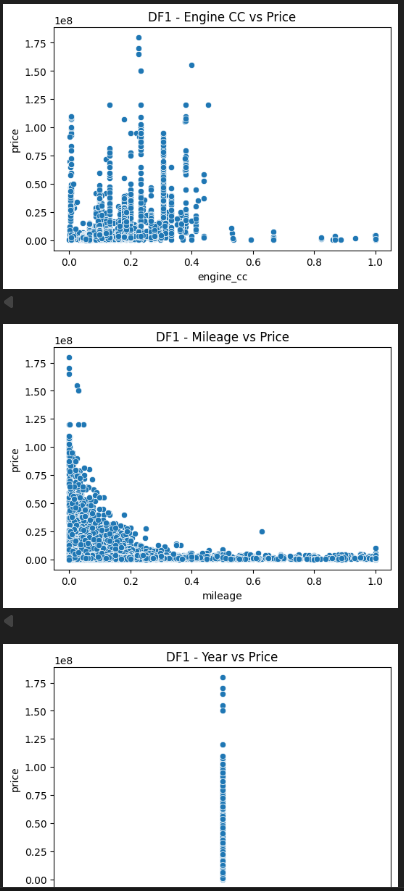 DF1 - Engine CC vs Price
1e8
1.75
1.50
1.25
1.00
0.75
0.50
0.25
0.00
price
0.0 0.2 0.4 0.6 0.8 1.0
engine_cc
DF1 - Mileage vs Price
1e8
1.75
1.50
1.25
1.00
0.75
0.50
0.25
0.00
price
0.0 0.2 0.4 0.6 0.8 1.0
mileage
DF1 - Year vs Price
1e8
1.75
1.50
1.25
1.00
0.75
0.50
0.25
0.00
price